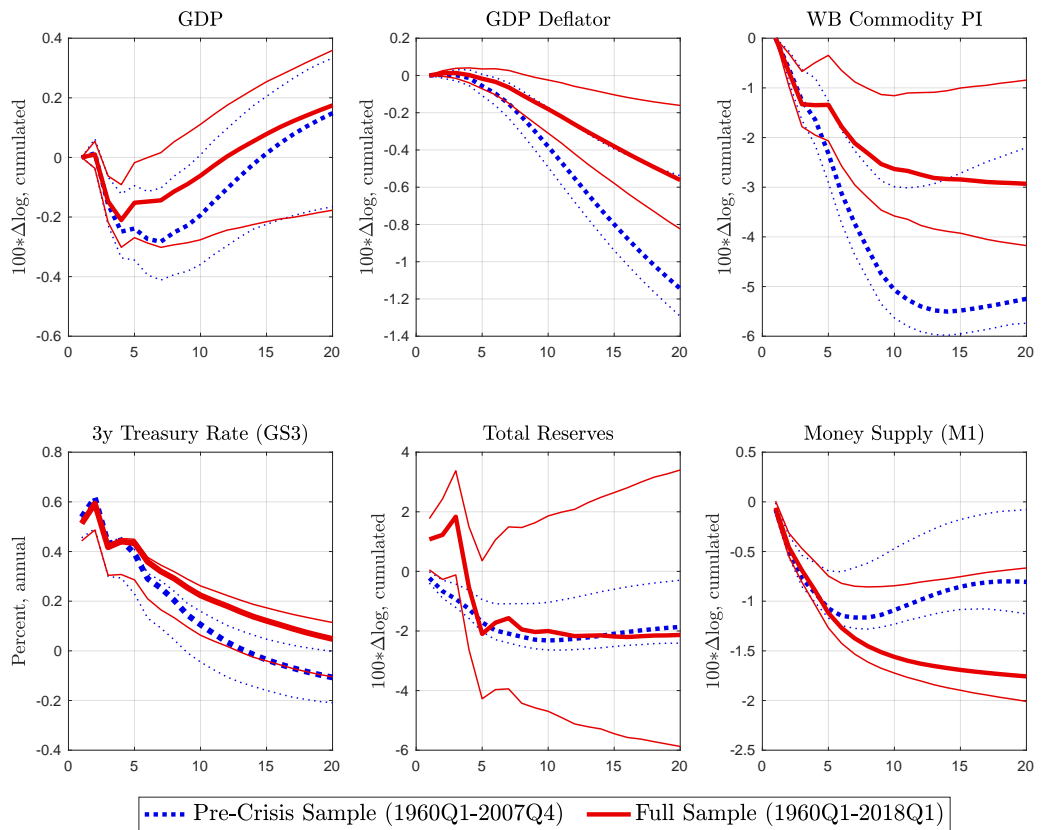 GDP
GDP Deflator
WB Commodity PI
100*Δlog, cumulated
0.4
0.2
0
-0.2
-0.4
-0.6
0 5 10 15 20
100*Δlog, cumulated
0.2
0
-0.2
-0.4
-0.6
-0.8
-1
-1.2
-1.4
0 5 10 15 20
100*Δlog, cumulated
0
-1
-2
-3
-4
-5
-6
0 5 10 15 20
3y Treasury Rate (GS3)
Total Reserves
Money Supply (M1)
Percent, annual
0.8
0.6
0.4
0.2
0
-0.2
-0.4
0 5 10 15 20
100*Δlog, cumulated
4
2
0
-2
-4
-6
0 5 10 15 20
100*Δlog, cumulated
0.5
0
-0.5
-1
-1.5
-2
-2.5
0 5 10 15 20
Pre-Crisis Sample (1960Q1-2007Q4)
Full Sample (1960Q1-2018Q1)